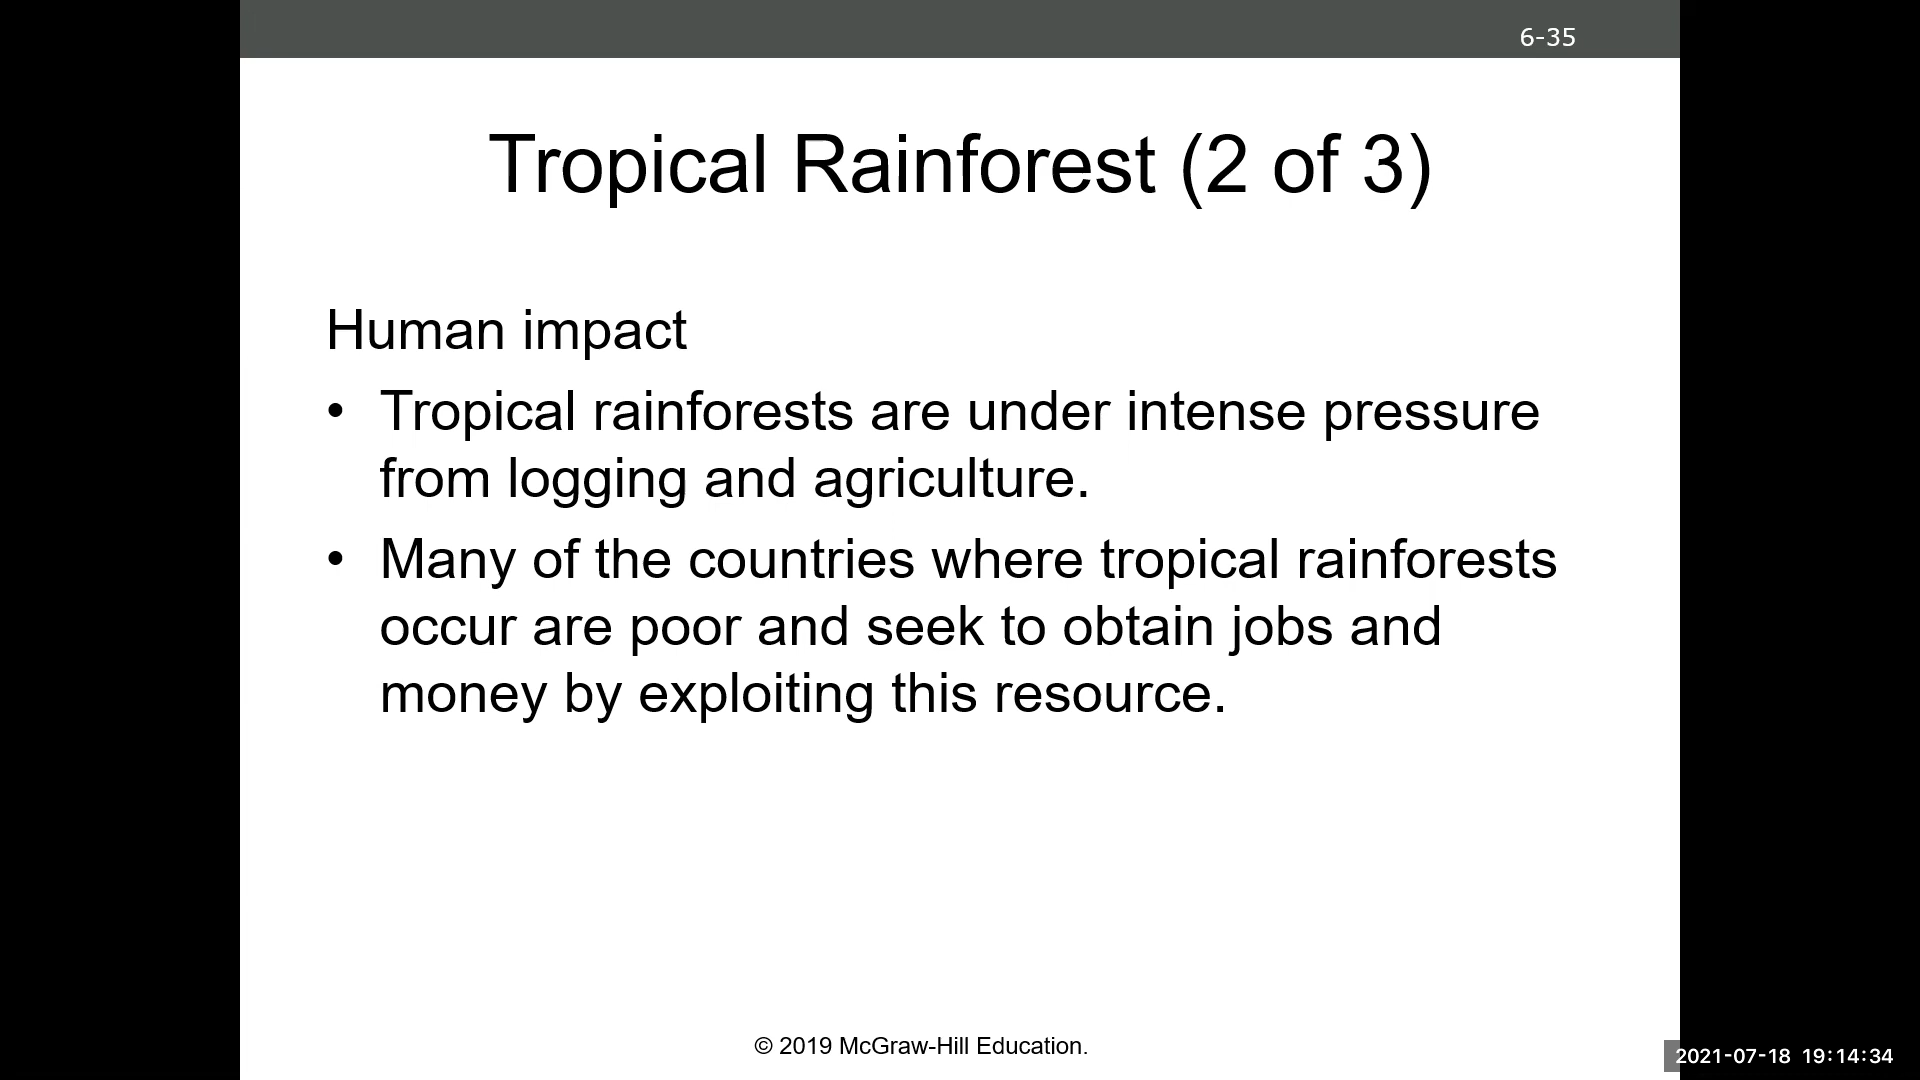 6-35
Tropical Rainforest (2 of 3)
Human impact
• Tropical rainforests are under intense pressure
from logging and agriculture.
• Many of the countries where tropical rainforests
occur are poor and seek to obtain jobs and
money by exploiting this resource.
© 2019 McGraw-Hill Education.
2021-07-18 19:14:34